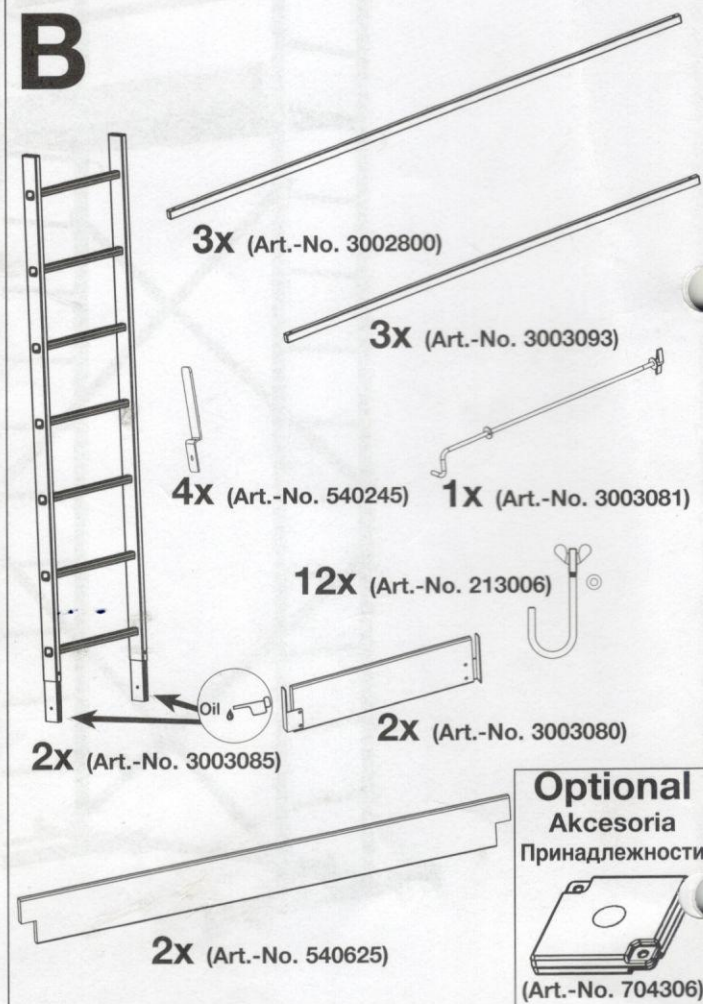 B
3x (Art.-No. 3002800)
3x (Art.-No. 3003093)
4x (Art.-No. 540245)
1x (Art.-No. 3003081)
12x (Art.-No. 213006)
Oil
2x (Art.-No. 3003085)
2x (Art.-No. 3003080)
2x (Art.-No. 540625)
Optional
Akcesoria
Принадлежности
(Art.-No. 704306)